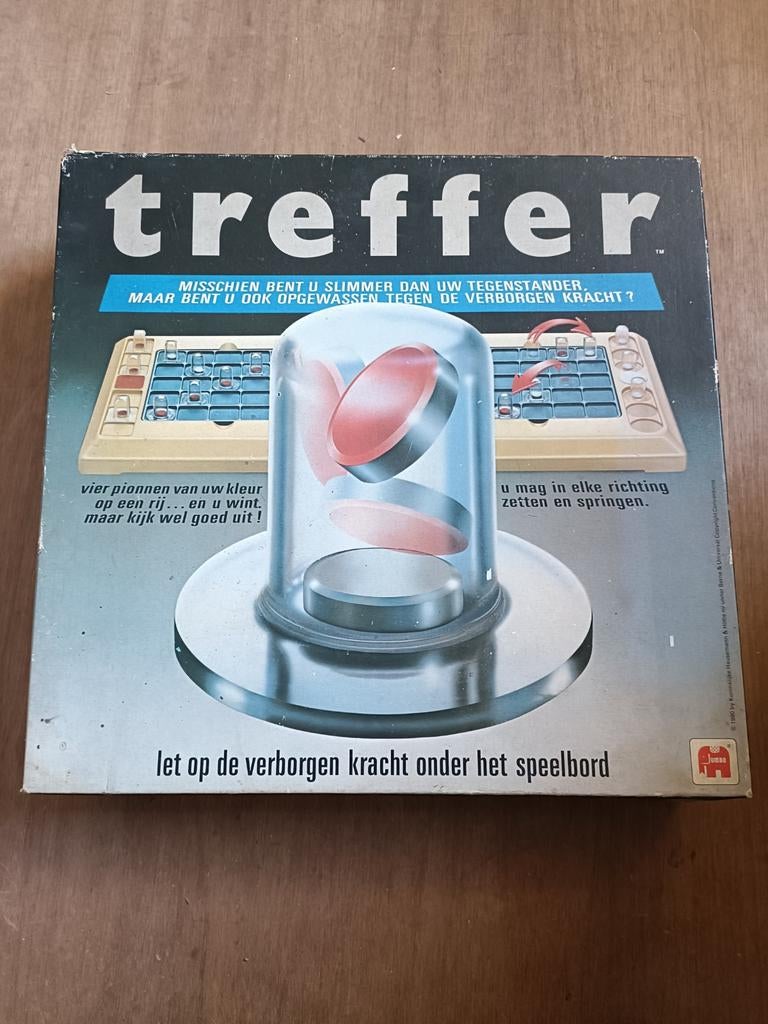 treffer
TM
MISSCHIEN BENT U SLIMMER DAN UW TEGENSTANDER.
MAAR BENT U OOK OPGEWASSEN TEGEN DE VERBORGEN KRACHT?
vier pionnen van uw kleur
op een rij...en u wint.
maar kijk wel goed uit!
u mag in elke richting
zetten en springen.
let op de verborgen kracht onder het speelbord
JUMBO